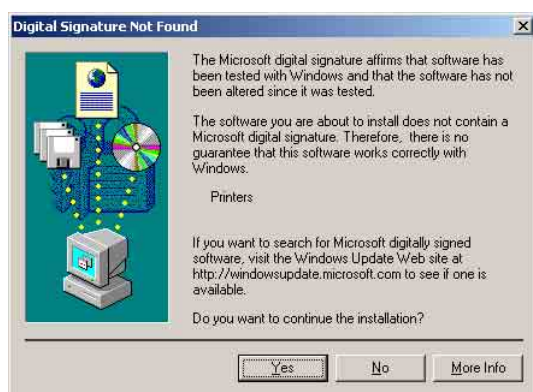 Digital Signature Not Found
The Microsoft digital signature affirms that software has
been tested with Windows and that the software has not
been altered since it was tested.
The software you are about to install does not contain a
Microsoft digital signature. Therefore, there is no
guarantee that this software works correctly with
Windows.
Printers
If you want to search for Microsoft digitally signed
software, visit the Windows Update Web site at
http://windowsupdate.microsoft.com to see if one is
available.
Do you want to continue the installation?
Yes No More Info